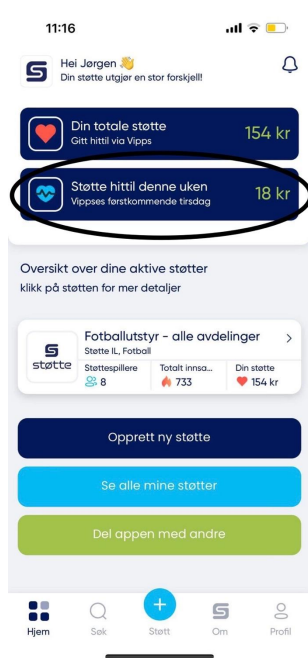 11:16
Hei Jørgen 👋
Din støtte utgjør en stor forskjell!
Din totale støtte
Gitt hittil via Vipps
154 kr
Støtte hittil denne uken
Vippses førstkommende tirsdag
18 kr
Oversikt over dine aktive støtter
klikk på støtten for mer detaljer
støtte
Fotballutstyr - alle avdelinger
Støtte IL, Fotball
Støttespillere Totalt innsa... Din støtte
8 733 154 kr
Opprett ny støtte
Se alle mine støtter
Del appen med andre
Hjem Søk Støtt Om Profil